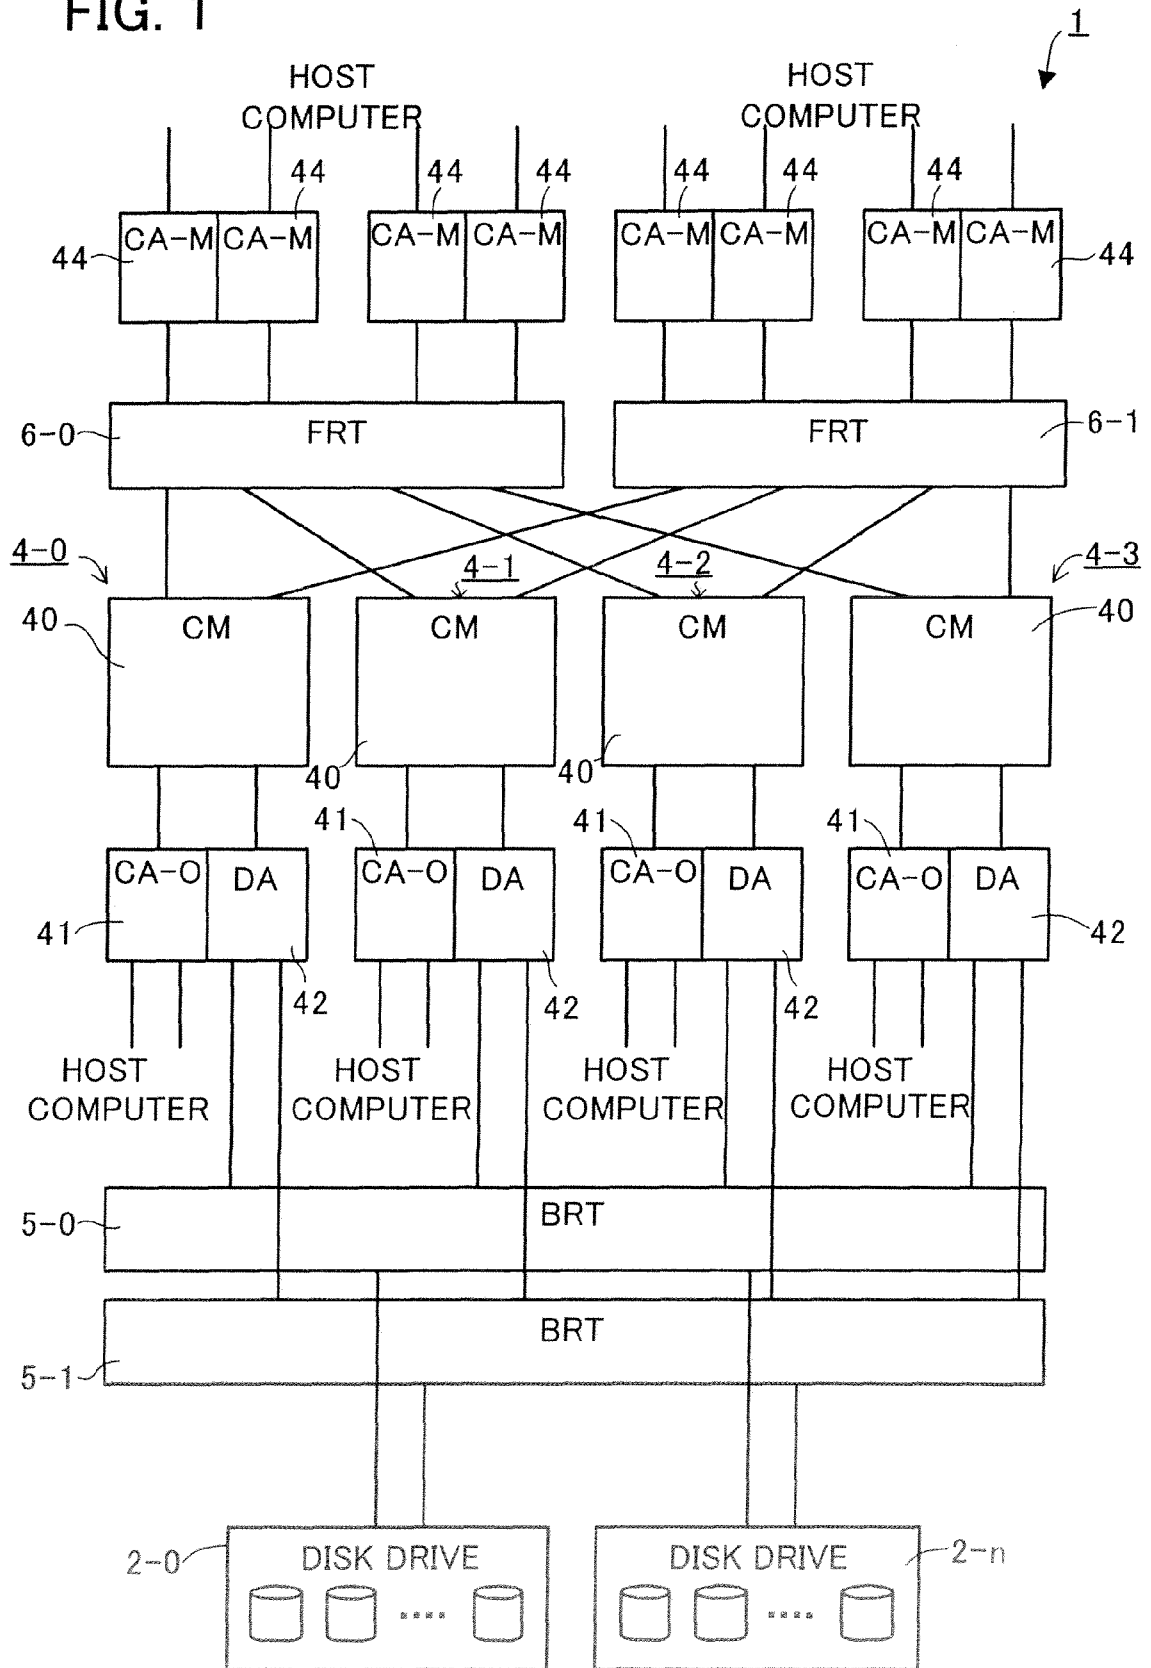 FIG. 1
1
HOST COMPUTER
HOST COMPUTER
44 44 44 44 44 44
CA-M CA-M CA-M CA-M CA-M CA-M CA-M CA-M
44 44
6-0 FRT FRT 6-1
4-0 4-1 4-2 4-3
40 CM CM CM CM 40
40 40
41 41 41
CA-O DA CA-O DA CA-O DA CA-O DA
41 42
42 42 42
HOST COMPUTER
HOST COMPUTER
HOST COMPUTER
HOST COMPUTER
5-0 BRT
5-1 BRT
2-0 DISK DRIVE DISK DRIVE 2-n